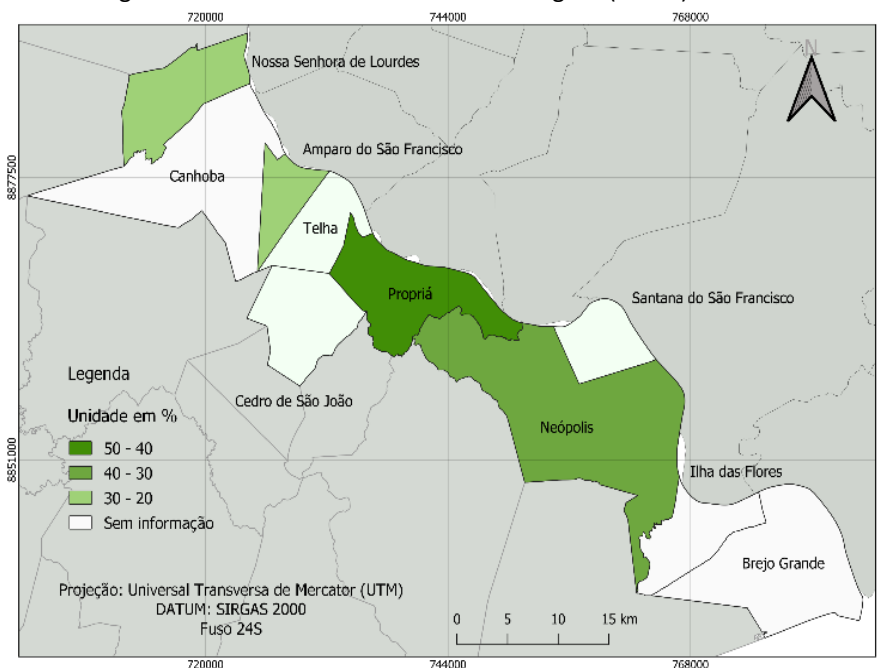 720000
744000
768000
N
Nossa Senhora de Lourdes
Amparo do São Francisco
8877500
8877500
Canhoba
Telha
Propriá
Santana do São Francisco
Legenda
Cedro de São João
Unidade em %
Neópolis
50 - 40
8851000
8851000
40 - 30
Ilha das Flores
30 - 20
Sem informação
Brejo Grande
Projeção: Universal Transversa de Mercator (UTM)
DATUM: SIRGAS 2000
Fuso 24S
0 5 10 15 km
720000
744000
768000